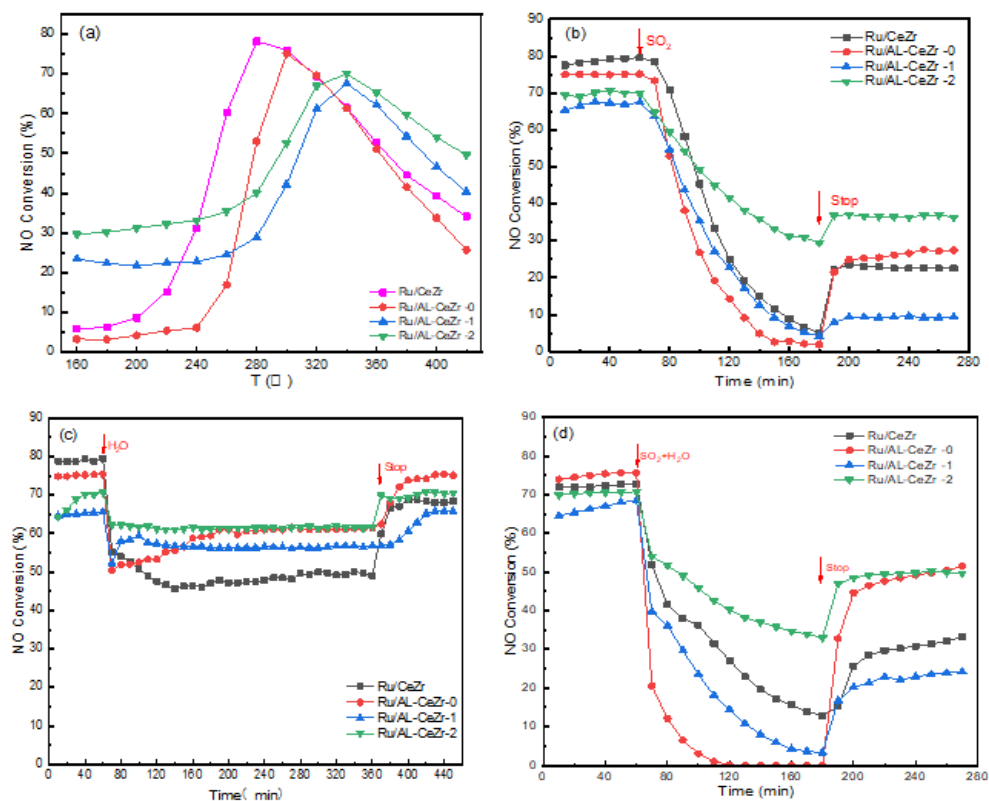 (a)
NO Conversion (%)
90
80
70
60
50
40
30
20
10
0
Ru/CeZr
Ru/AL-CeZr -0
Ru/AL-CeZr -1
Ru/AL-CeZr -2
160 200 240 280 320 360 400
T (□)
(b)
SO2
Ru/CeZr
Ru/AL-CeZr -0
Ru/AL-CeZr -1
Ru/AL-CeZr -2
Stop
NO Conversion (%)
90
80
70
60
50
40
30
20
10
0
0 40 80 120 160 200 240 280
Time (min)
(c)
H2O
Stop
NO Conversion (%)
90
80
70
60
50
40
30
20
10
0
Ru/CeZr
Ru/AL-CeZr-0
Ru/AL-CeZr-1
Ru/AL-CeZr-2
0 40 80 120 160 200 240 280 320 360 400 440
Time( min)
(d)
SO2+H2O
Ru/CeZr
Ru/AL-CeZr -0
Ru/AL-CeZr -1
Ru/AL-CeZr -2
Stop
NO Conversion (%)
90
80
70
60
50
40
30
20
10
0
0 40 80 120 160 200 240 280
Time (min)